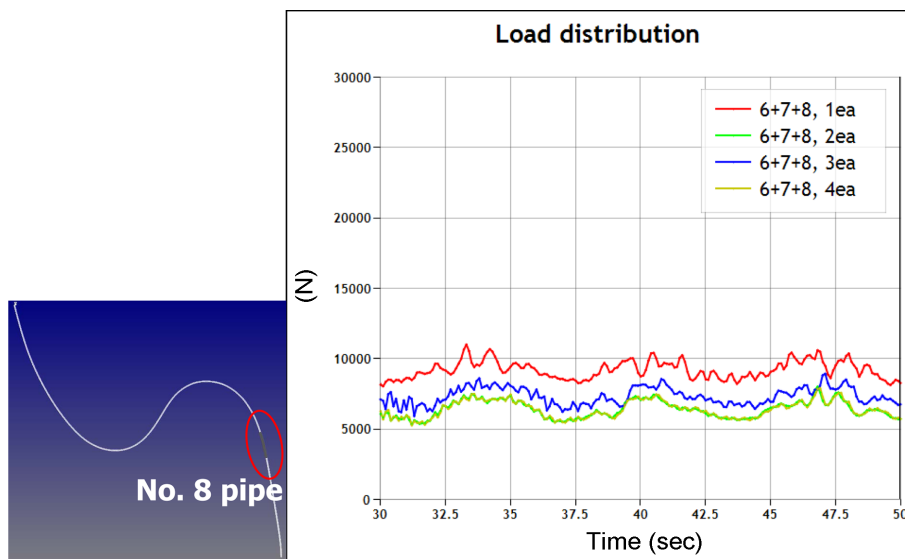 Load distribution
30000
25000
20000
15000
10000
5000
0
(N)
6+7+8, 1ea
6+7+8, 2ea
6+7+8, 3ea
6+7+8, 4ea
30
32.5
35
37.5
40
42.5
45
47.5
50
Time (sec)
No. 8 pipe